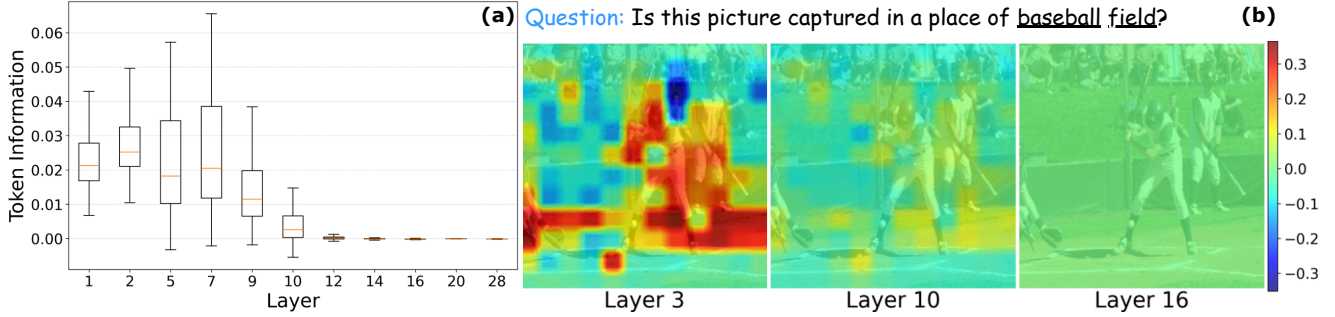 (a)
Token Information
0.06
0.05
0.04
0.03
0.02
0.01
0.00
1 2 5 7 9 10 12 14 16 20 28
Layer
Question: Is this picture captured in a place of baseball field?
(b)
Layer 3
Layer 10
Layer 16
0.3
0.2
0.1
0.0
−0.1
−0.2
−0.3